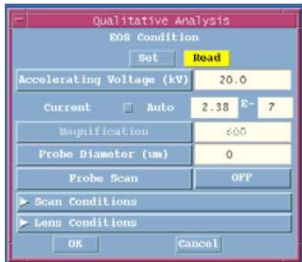 Qualitative Analysis
EOS Condition
Set Read
Accelerating Voltage (kV) 20.0
Current Auto 2.38 E- 7
Magnification 600
Probe Diameter (um) 0
Probe Scan OFF
Scan Conditions
Lens Conditions
OK Cancel